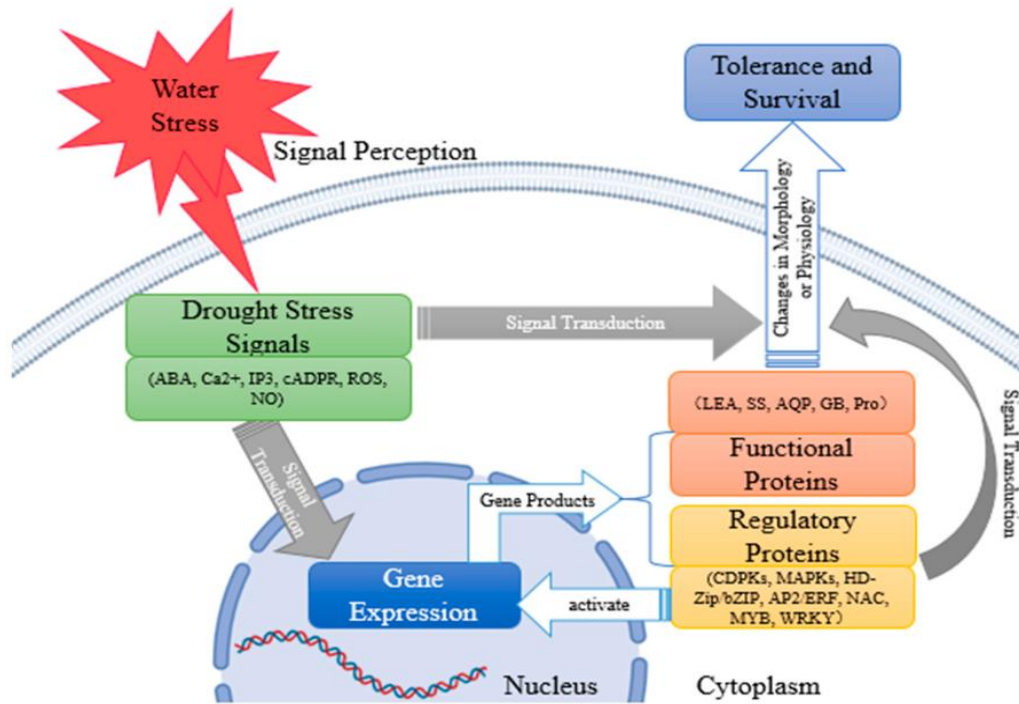 Water
Stress
Signal Perception
Tolerance and
Survival
Changes in Morphology
or Physiology
Drought Stress
Signals
(ABA, Ca2+, IP3, cADPR, ROS,
NO)
Signal Transduction
Signal
Transduction
(LEA, SS, AQP, GB, Pro)
Functional
Proteins
Gene Products
Regulatory
Proteins
(CDPKs, MAPKs, HD-
Zip/bZIP, AP2/ERF, NAC,
MYB, WRKY)
Signal Transduction
Gene
Expression
activate
Nucleus
Cytoplasm